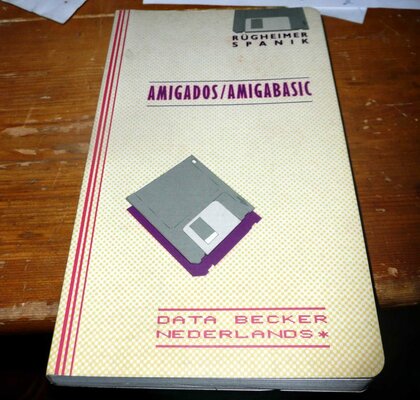 RÜGHEIMER
SPANIK
AMIGADOS/AMIGABASIC
DATA BECKER
NEDERLANDS*